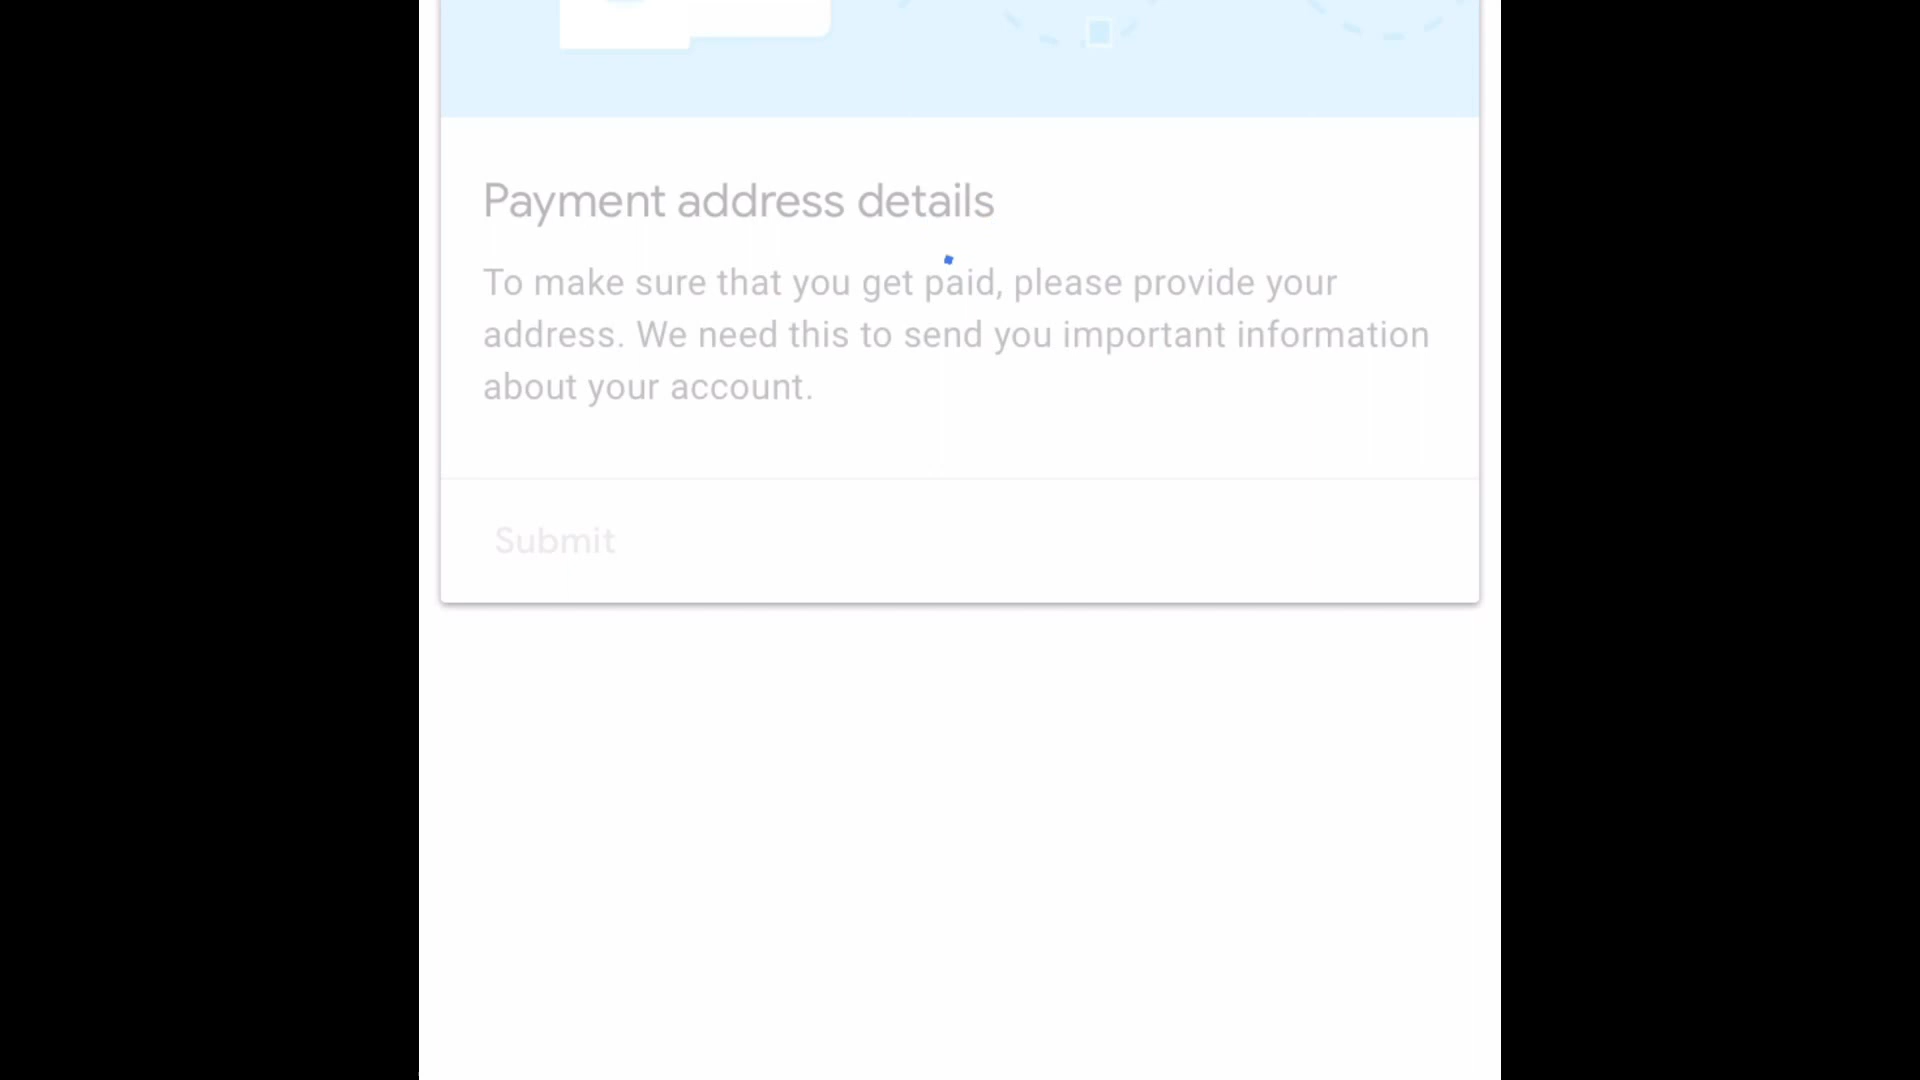 Payment address details
To make sure that you get paid, please provide your
address. We need this to send you important information
about your account.
Submit